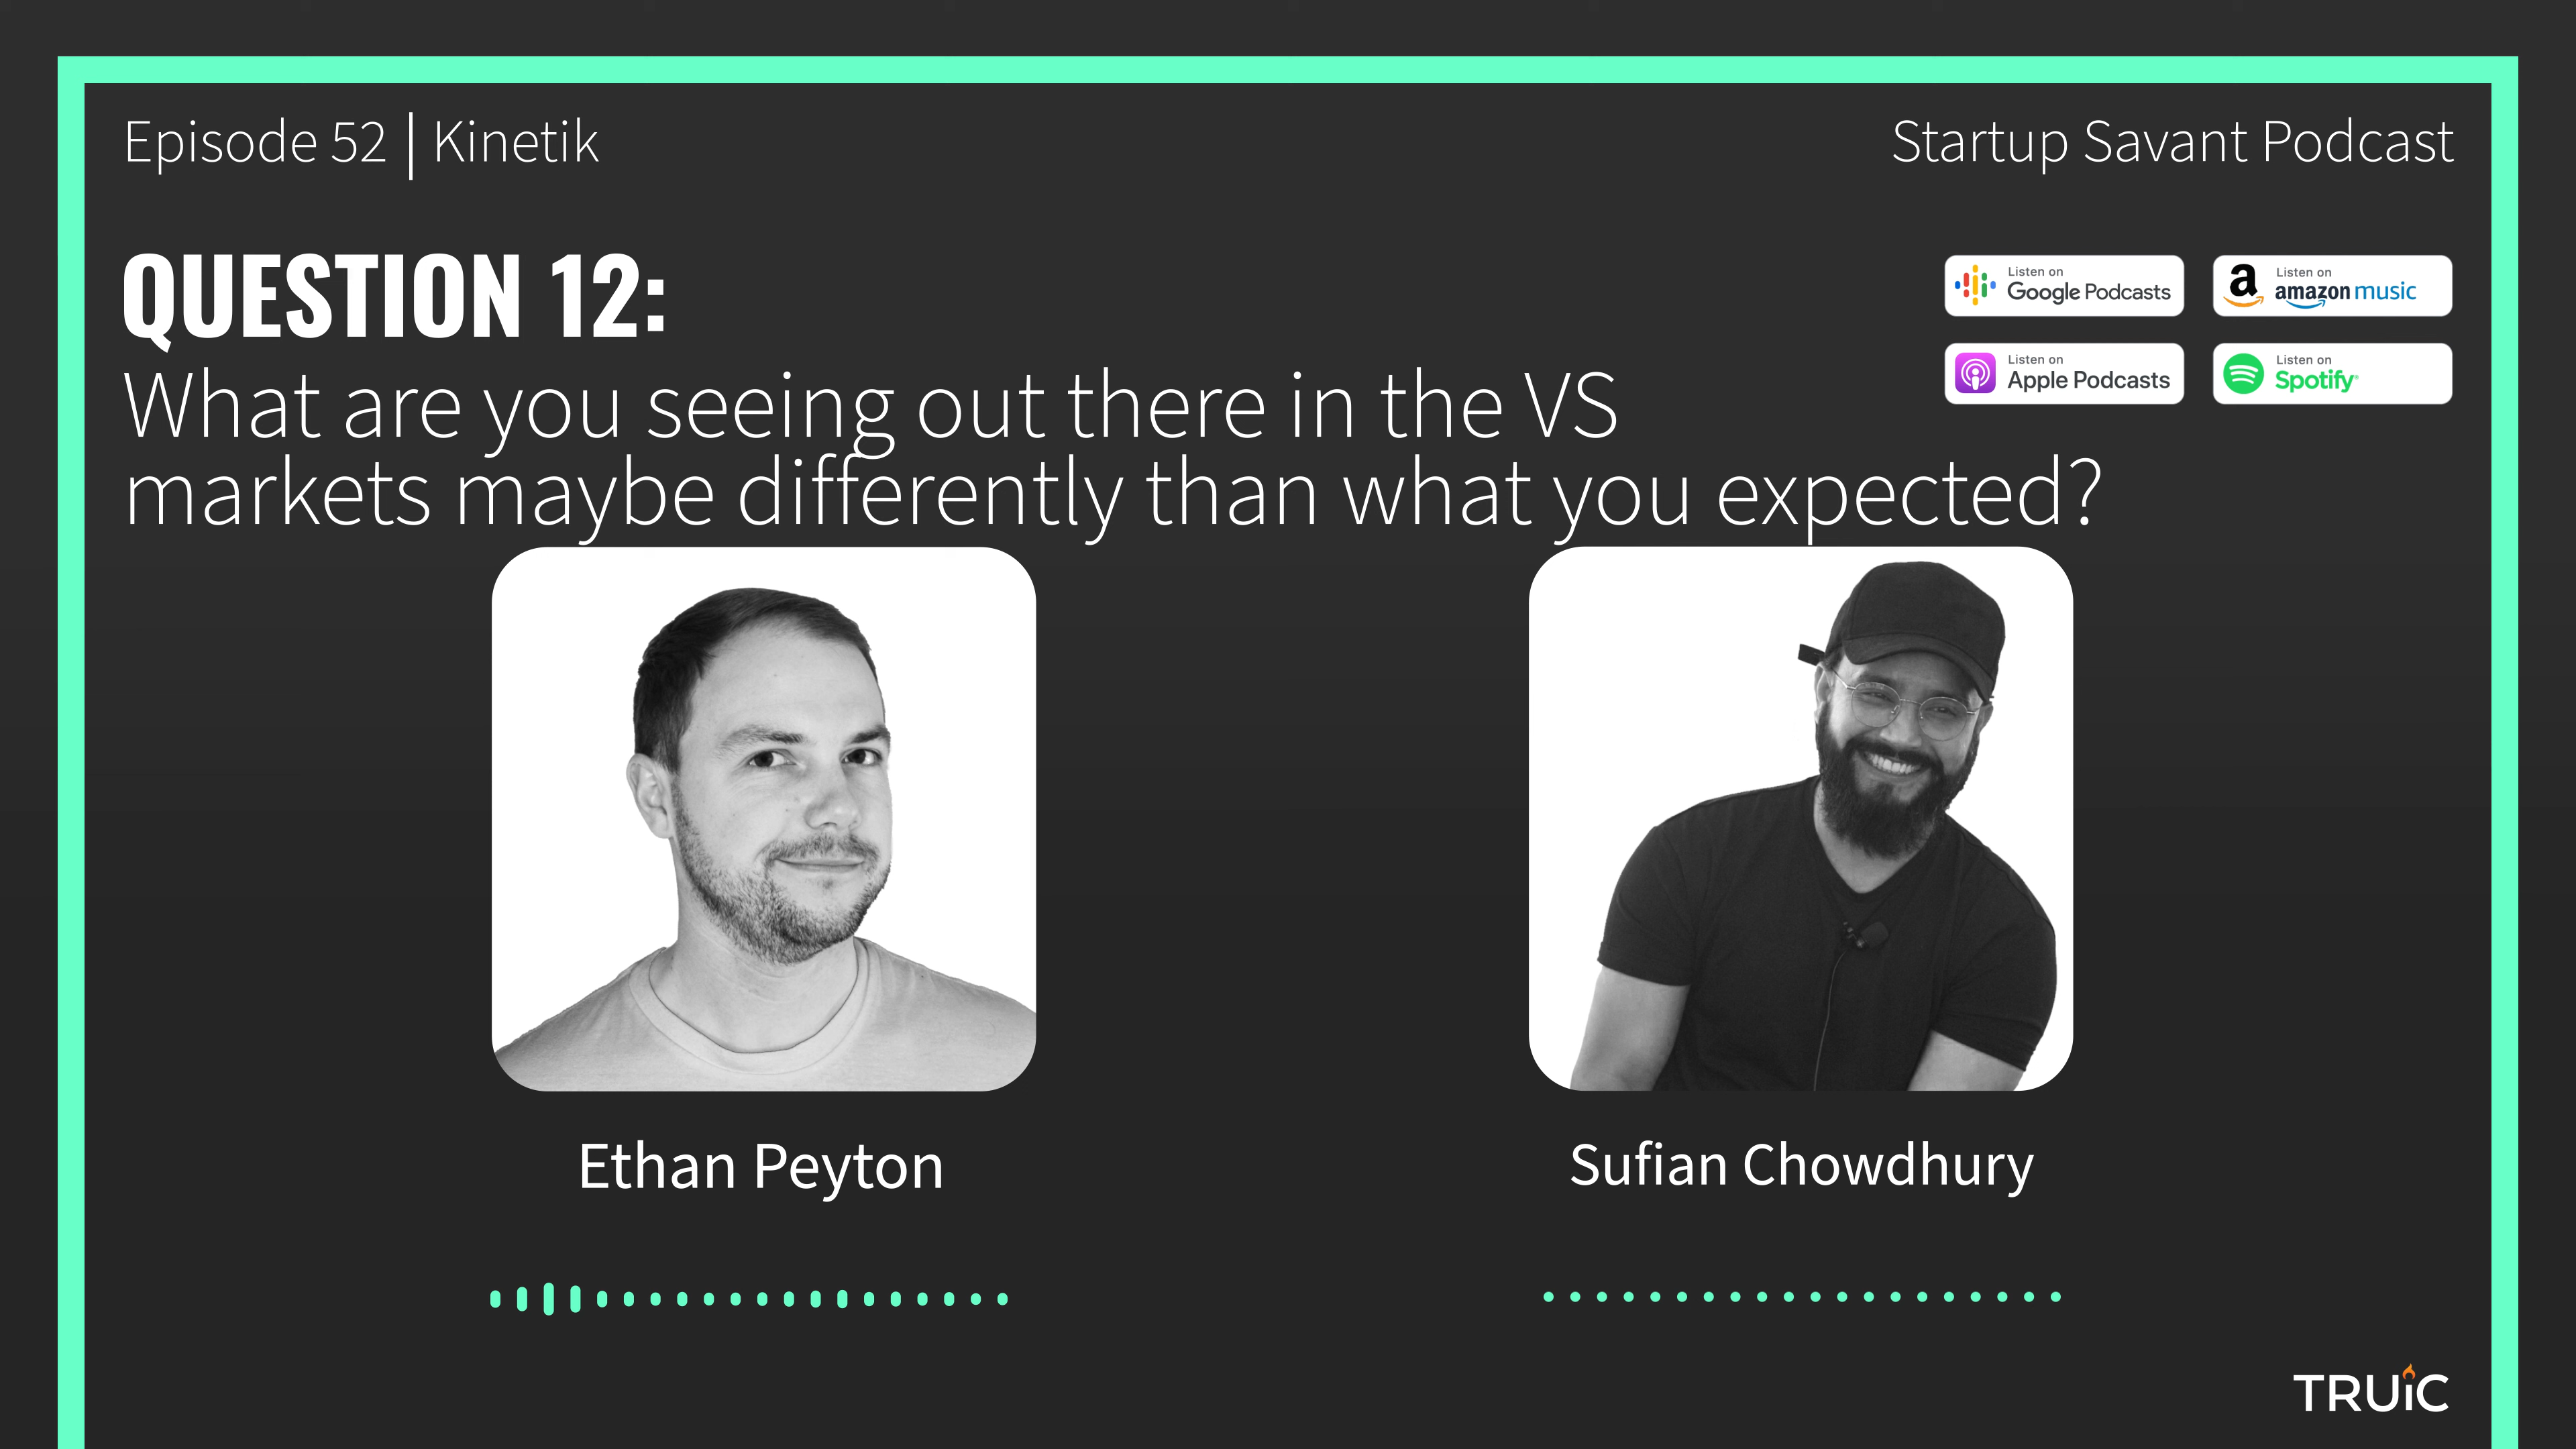 Episode 52 | Kinetik
Startup Savant Podcast
QUESTION 12:
What are you seeing out there in the VS
markets maybe differently than what you expected?
Listen on
Google Podcasts
Listen on
amazon music
Listen on
Apple Podcasts
Listen on
Spotify
Ethan Peyton
Sufian Chowdhury
TRUiC